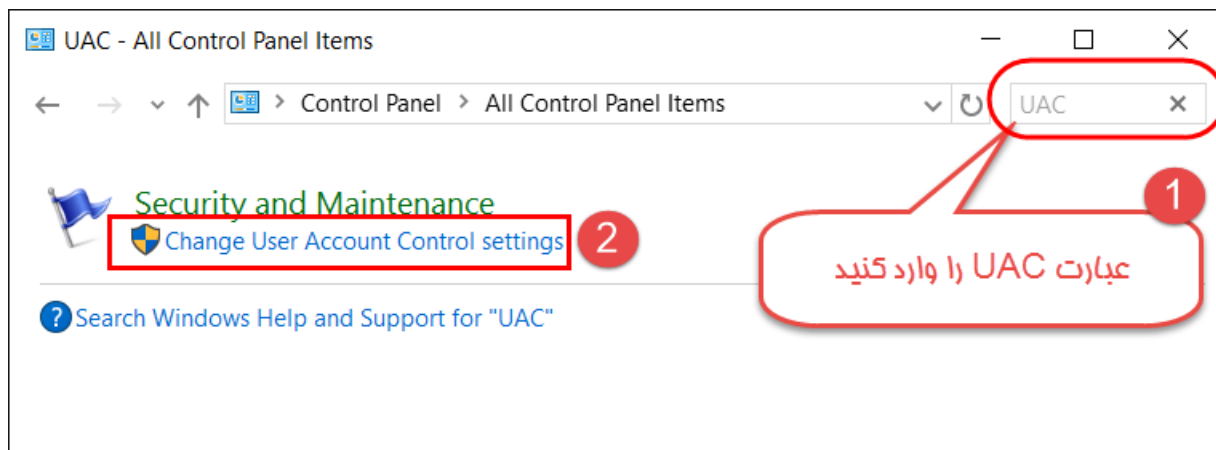 UAC - All Control Panel Items
Control Panel > All Control Panel Items
UAC
Security and Maintenance
1
Change User Account Control settings
2
عبارت UAC را وارد کنید
? Search Windows Help and Support for "UAC"